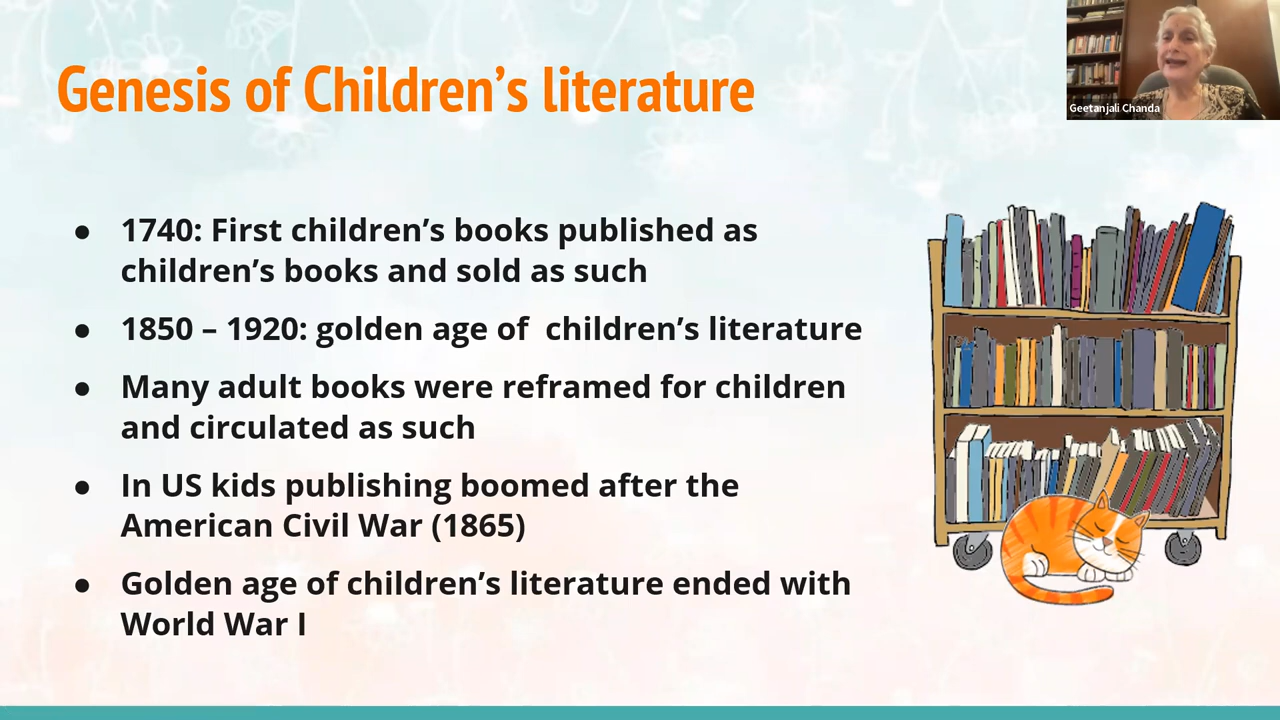 Genesis of Children’s literature
Geetanjali Chanda
● 1740: First children’s books published as
children’s books and sold as such
● 1850 – 1920: golden age of  children’s literature
● Many adult books were reframed for children
and circulated as such
● In US kids publishing boomed after the
American Civil War (1865)
● Golden age of children’s literature ended with
World War I